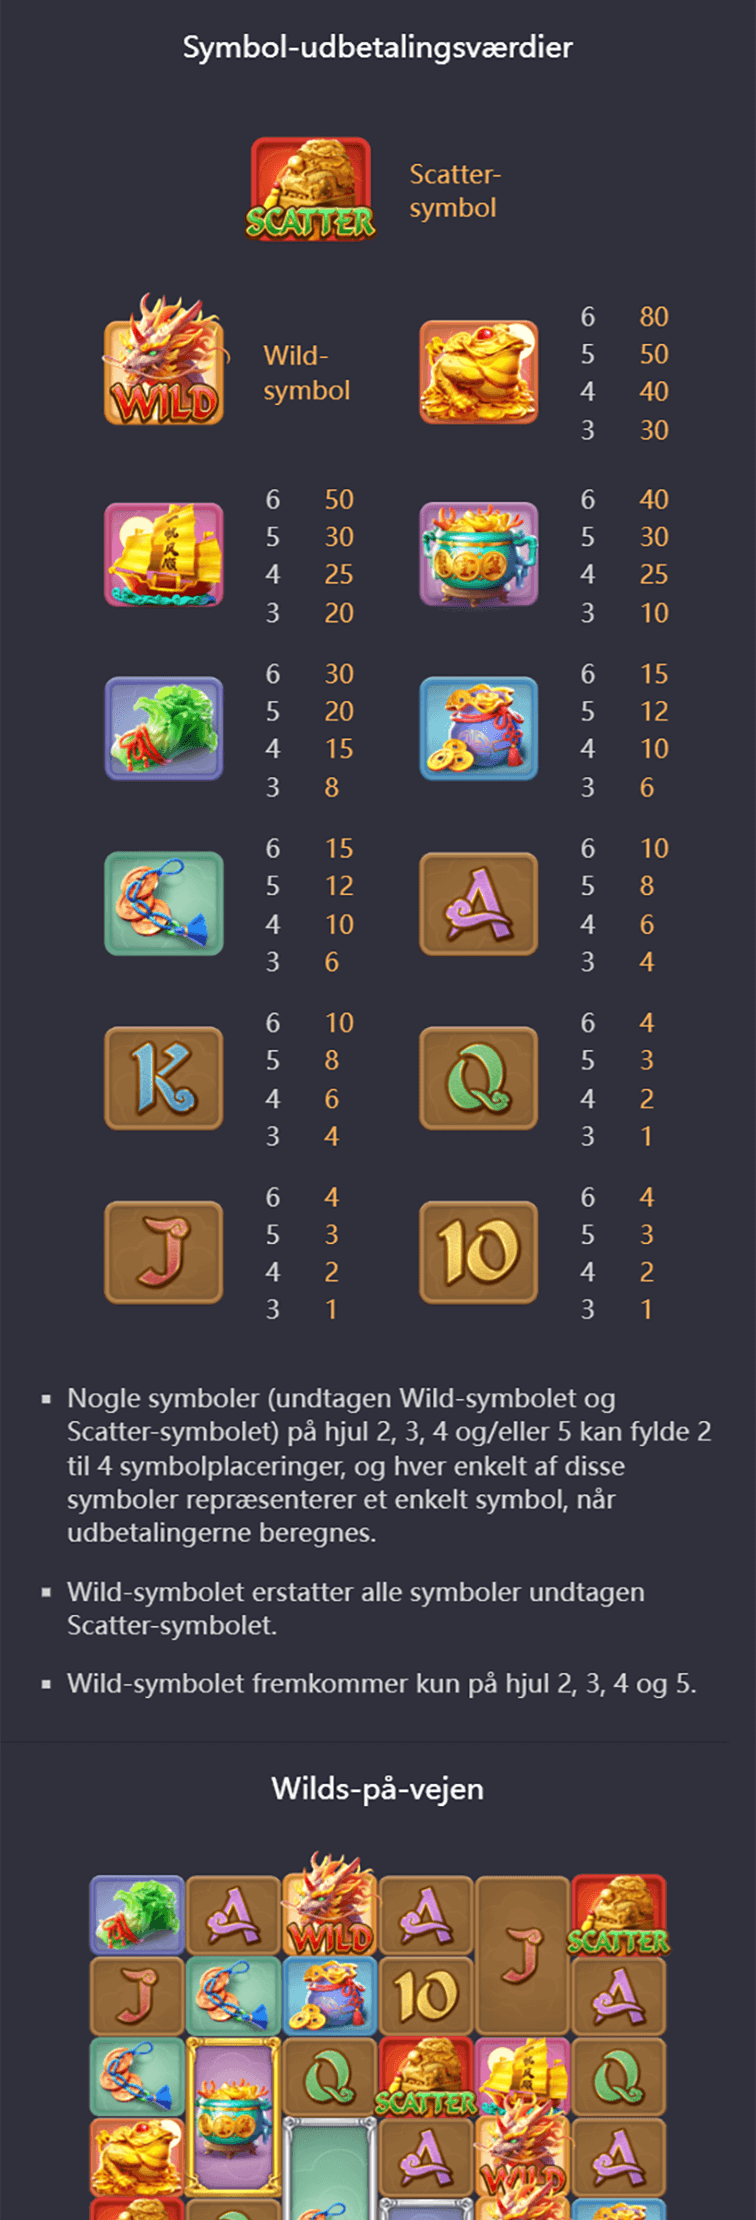 Symbol-udbetalingsværdier
SCATTER
Scatter-
symbol
WILD
Wild-
symbol
6 80
5 50
4 40
3 30
一帆风顺
6 50
5 30
4 25
3 20
6 40
5 30
4 25
3 10
6 30
5 20
4 15
3 8
6 15
5 12
4 10
3 6
6 15
5 12
4 10
3 6
A
6 10
5 8
4 6
3 4
K
6 10
5 8
4 6
3 4
Q
6 4
5 3
4 2
3 1
J
6 4
5 3
4 2
3 1
10
6 4
5 3
4 2
3 1
▪ Nogle symboler (undtagen Wild-symbolet og
Scatter-symbolet) på hjul 2, 3, 4 og/eller 5 kan fylde 2
til 4 symbolplaceringer, og hver enkelt af disse
symboler repræsenterer et enkelt symbol, når
udbetalingerne beregnes.
▪ Wild-symbolet erstatter alle symboler undtagen
Scatter-symbolet.
▪ Wild-symbolet fremkommer kun på hjul 2, 3, 4 og 5.
Wilds-på-vejen
A WILD A J SCATTER
J 10 A
Q SCATTER Q
A WILD A